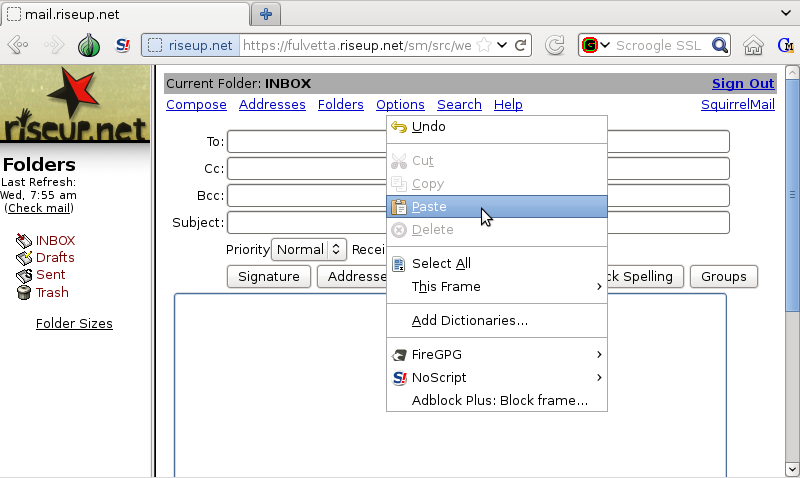 mail.riseup.net
riseup.net https://fulvetta.riseup.net/sm/src/we Scroogle SSL
riseup.net
Current Folder: INBOX Sign Out
Compose Addresses Folders Options Search Help SquirrelMail
Folders
Last Refresh:
Wed, 7:55 am
(Check mail)
INBOX
Drafts
Sent
Trash
Folder Sizes
To:
Cc:
Bcc:
Subject:
Priority Normal Recei
Signature Addresse ck Spelling Groups
Undo
Cut
Copy
Paste
Delete
Select All
This Frame
Add Dictionaries...
FireGPG
NoScript
Adblock Plus: Block frame...